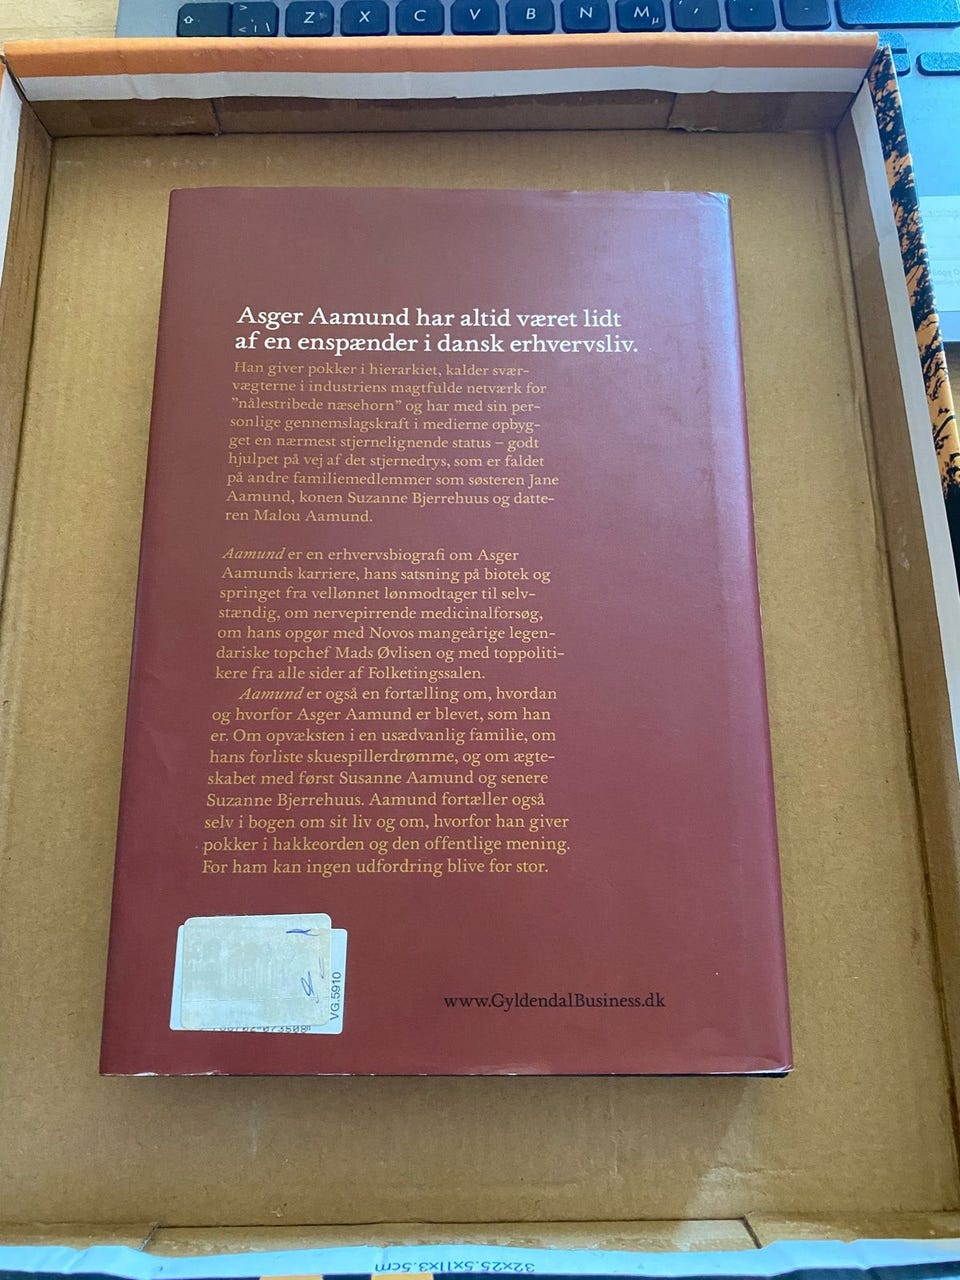 Z X C V B N M µ
Asger Aamund har altid været lidt
af en enspænder i dansk erhvervsliv.
Han giver pokker i hierarkiet, kalder svær-
vægterne i industriens magtfulde netværk for
"nålestribede næsehorn" og har med sin per-
sonlige gennemslagskraft i medierne opbyg-
get en nærmest stjernelignende status – godt
hjulpet på vej af det stjernedrys, som er faldet
på andre familiemedlemmer som søsteren Jane
Aamund, konen Suzanne Bjerrehuus og datte-
ren Malou Aamund.
Aamund er en erhvervsbiografi om Asger
Aamunds karriere, hans satsning på biotek og
springet fra vellønnet lønmodtager til selv-
stændig, om nervepirrende medicinalforsøg,
om hans opgør med Novos mangeårige legen-
dariske topchef Mads Øvlisen og med toppoliti-
kere fra alle sider af Folketingssalen.
Aamund er også en fortælling om, hvordan
og hvorfor Asger Aamund er blevet, som han
er. Om opvæksten i en usædvanlig familie, om
hans forliste skuespillerdrømme, og om ægte-
skabet med først Susanne Aamund og senere
Suzanne Bjerrehuus. Aamund fortæller også
selv i bogen om sit liv og om, hvorfor han giver
pokker i hakkeorden og den offentlige mening.
For ham kan ingen udfordring blive for stor.
VG.5910
www.GyldendalBusiness.dk
32x25.5x11x3.5cm